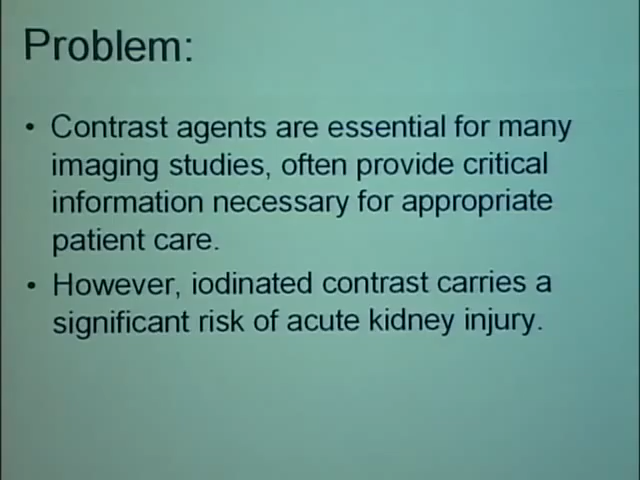 Problem:
• Contrast agents are essential for many
imaging studies, often provide critical
information necessary for appropriate
patient care.
• However, iodinated contrast carries a
significant risk of acute kidney injury.